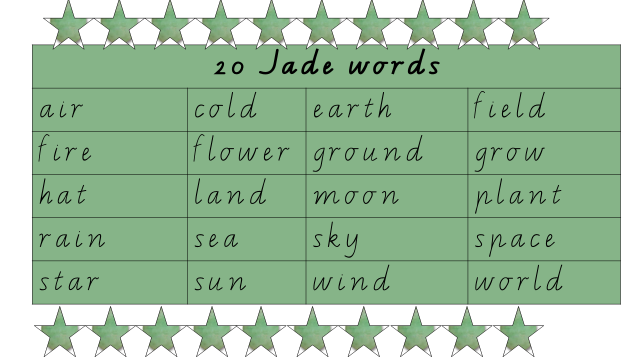 20 Jade words
air cold earth field
fire flower ground grow
hat land moon plant
rain sea sky space
star sun wind world